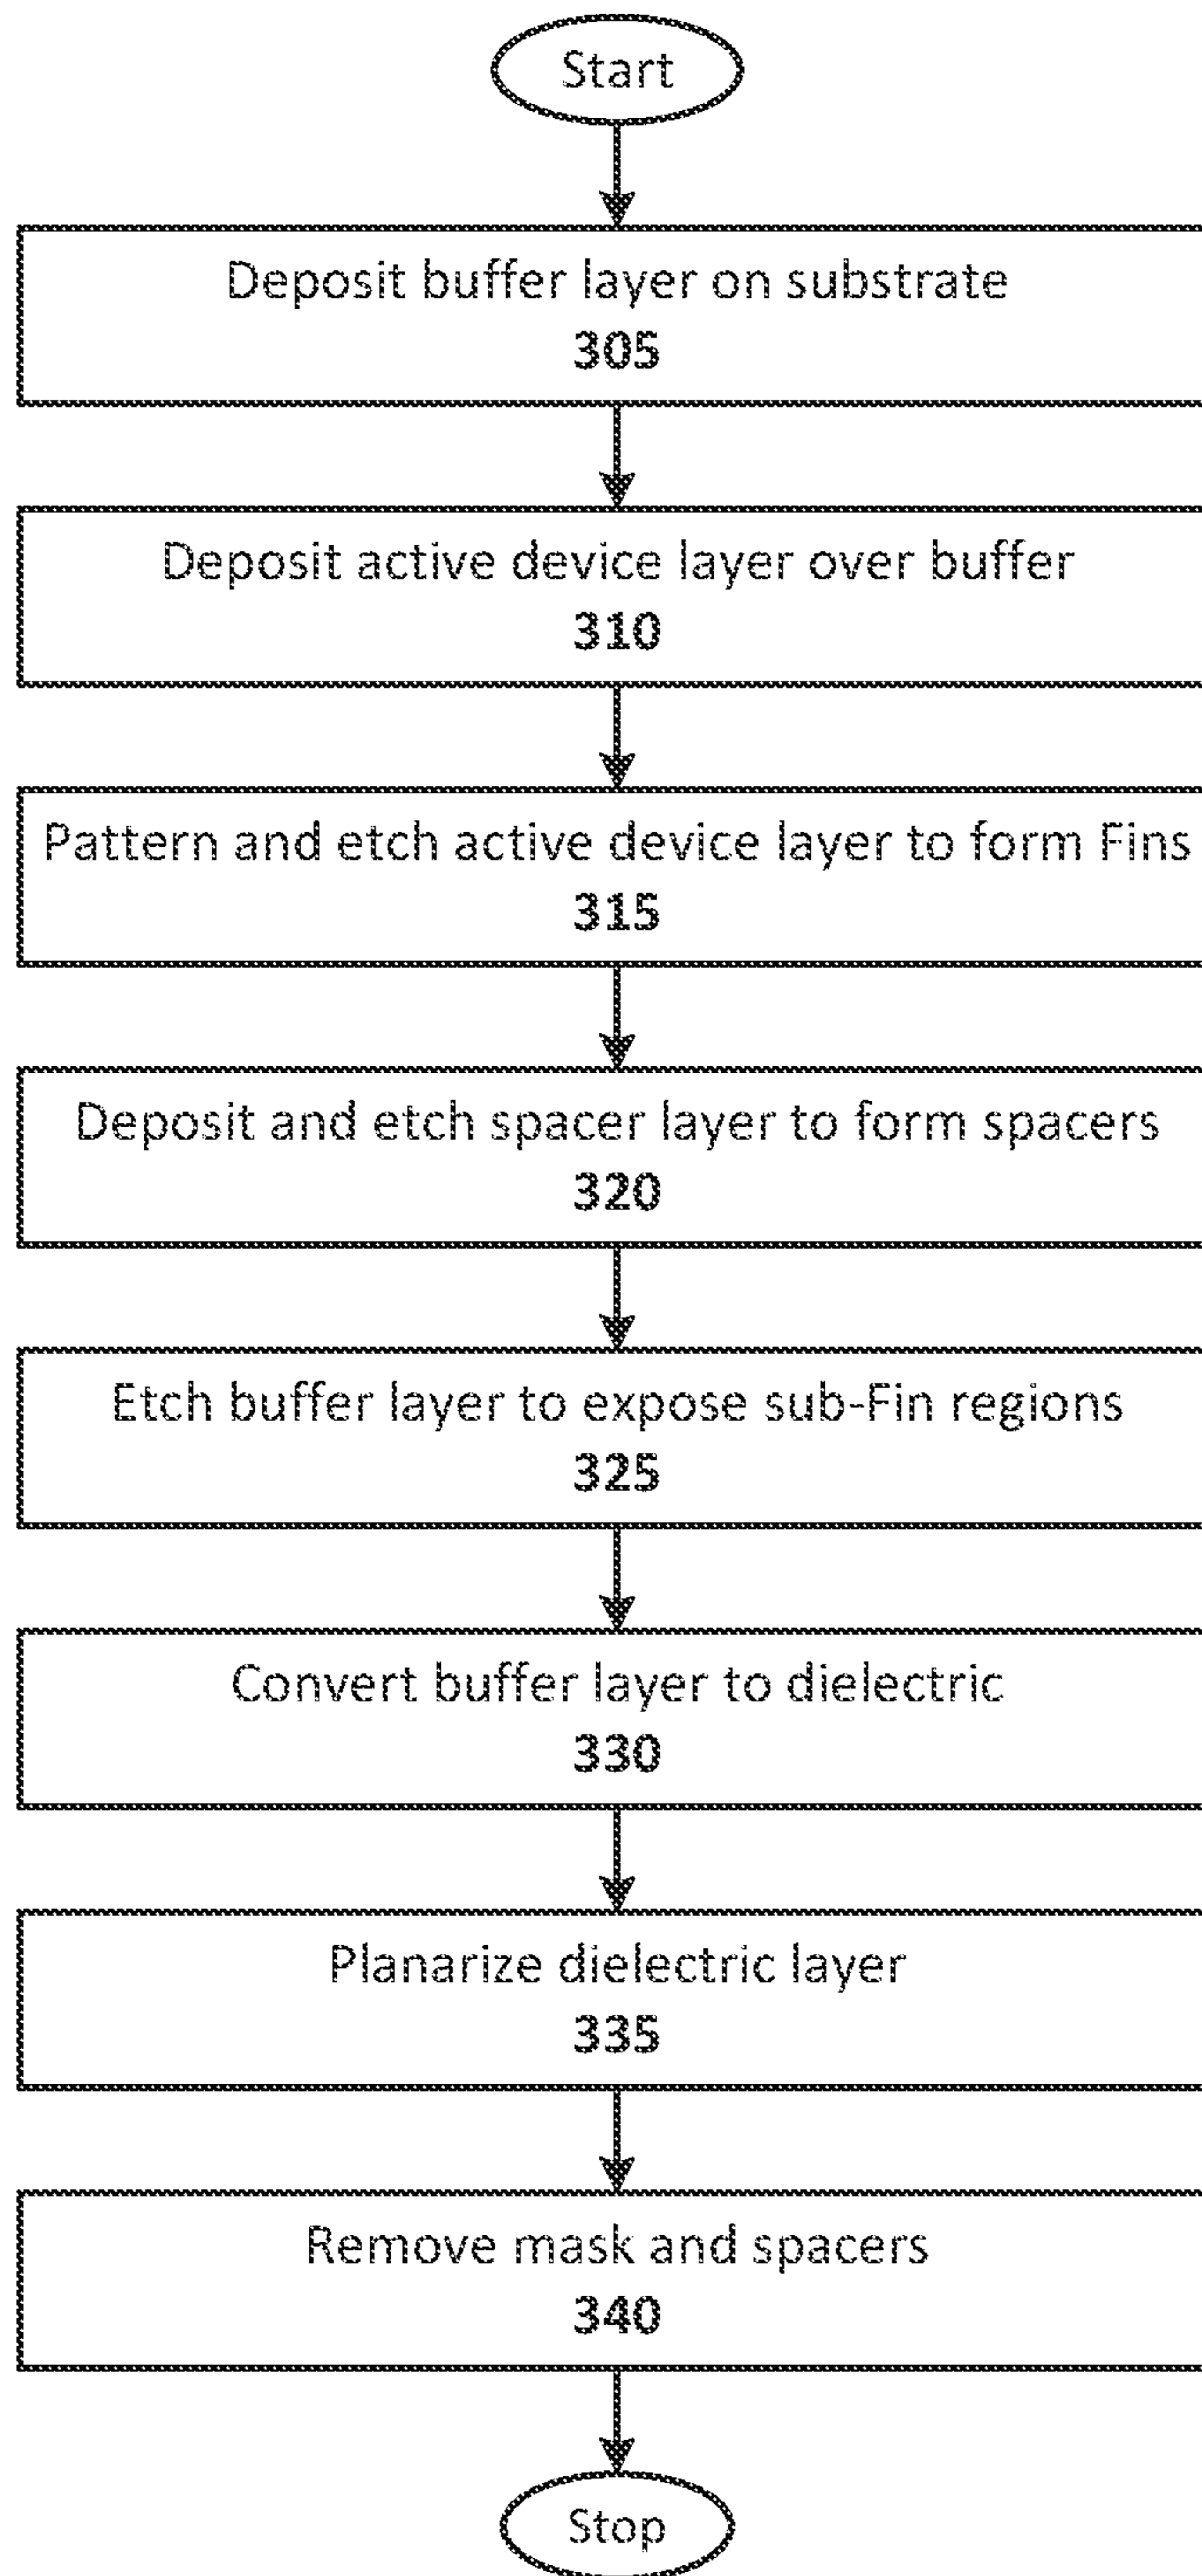 Start
Deposit buffer layer on substrate
305
Deposit active device layer over buffer
310
Pattern and etch active device layer to form Fins
315
Deposit and etch spacer layer to form spacers
320
Etch buffer layer to expose sub-Fin regions
325
Convert buffer layer to dielectric
330
Planarize dielectric layer
335
Remove mask and spacers
340
Stop